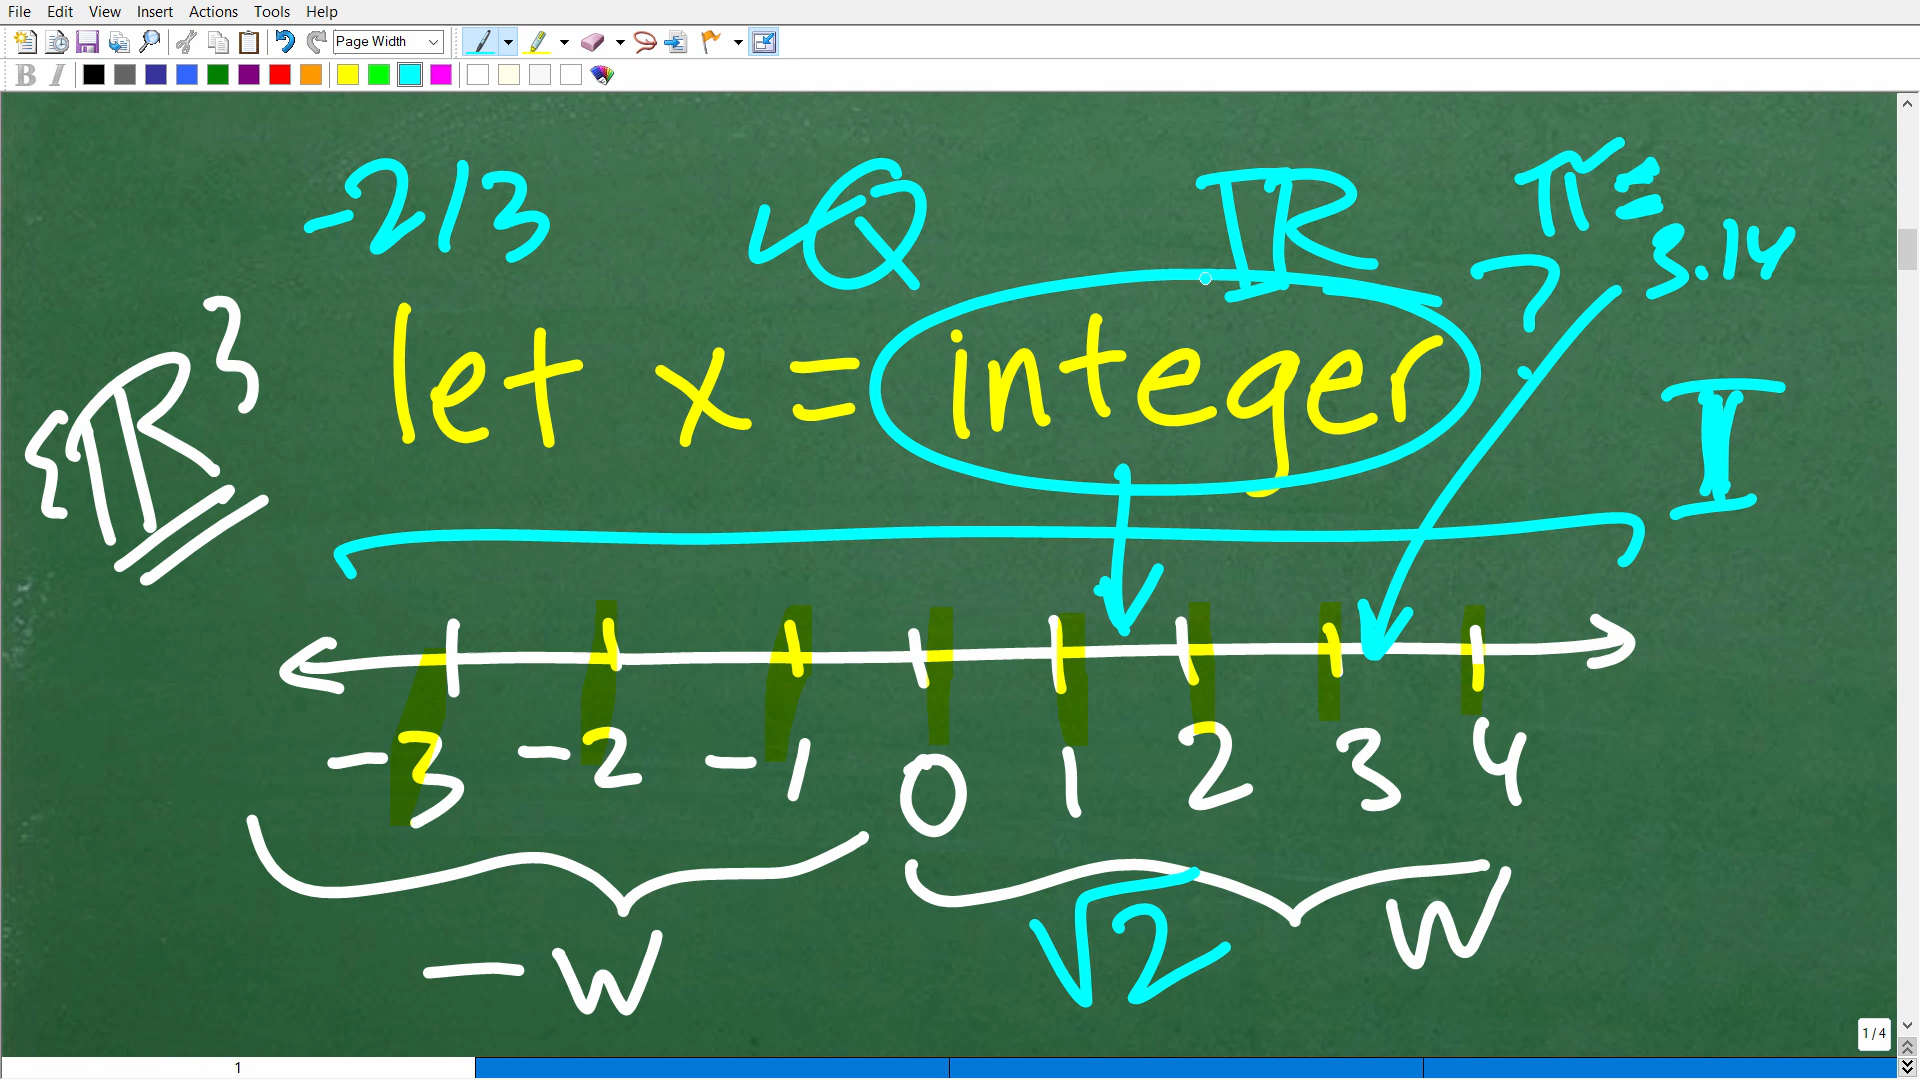 File Edit View Insert Actions Tools Help
Page Width
B I
-2/3 Q ℝ π = 3.14
{ℝ} let x = integer ?
I
-3 -2 -1 0 1 2 3 4
-W √2 W
1 / 4
1